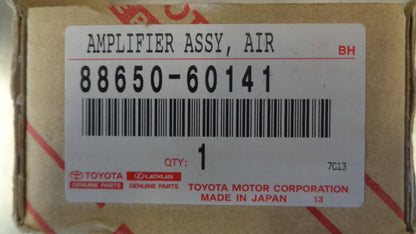 AMPLIFIER ASSY, AIR
BH
88650-60141
QTY: 1
7C13
TOYOTA LEXUS
GENUINE PARTS GENUINE PARTS
TOYOTA MOTOR CORPORATION
MADE IN JAPAN 13